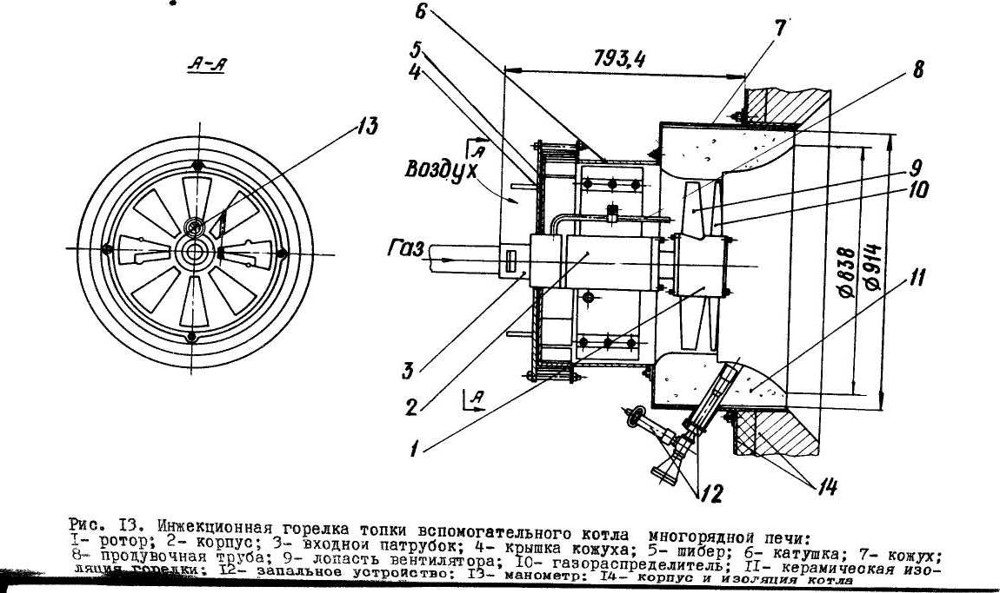 6
7
5
4
793,4
8
А-А
13
А
Воздух
9
10
Газ
ø838
ø914
11
3
А
2
1
12
14
Рис. 13. Инжекционная горелка топки вспомогательного котла многорядной печи:
1- ротор; 2- корпус; 3- входной патрубок; 4- крышка кожуха; 5- шибер; 6- катушка; 7- кожух;
8- продувочная труба; 9- лопасть вентилятора; 10- газораспределитель; 11- керамическая изо-
ляция горелки; 12- запальное устройство; 13- манометр; 14- корпус и изоляция котла